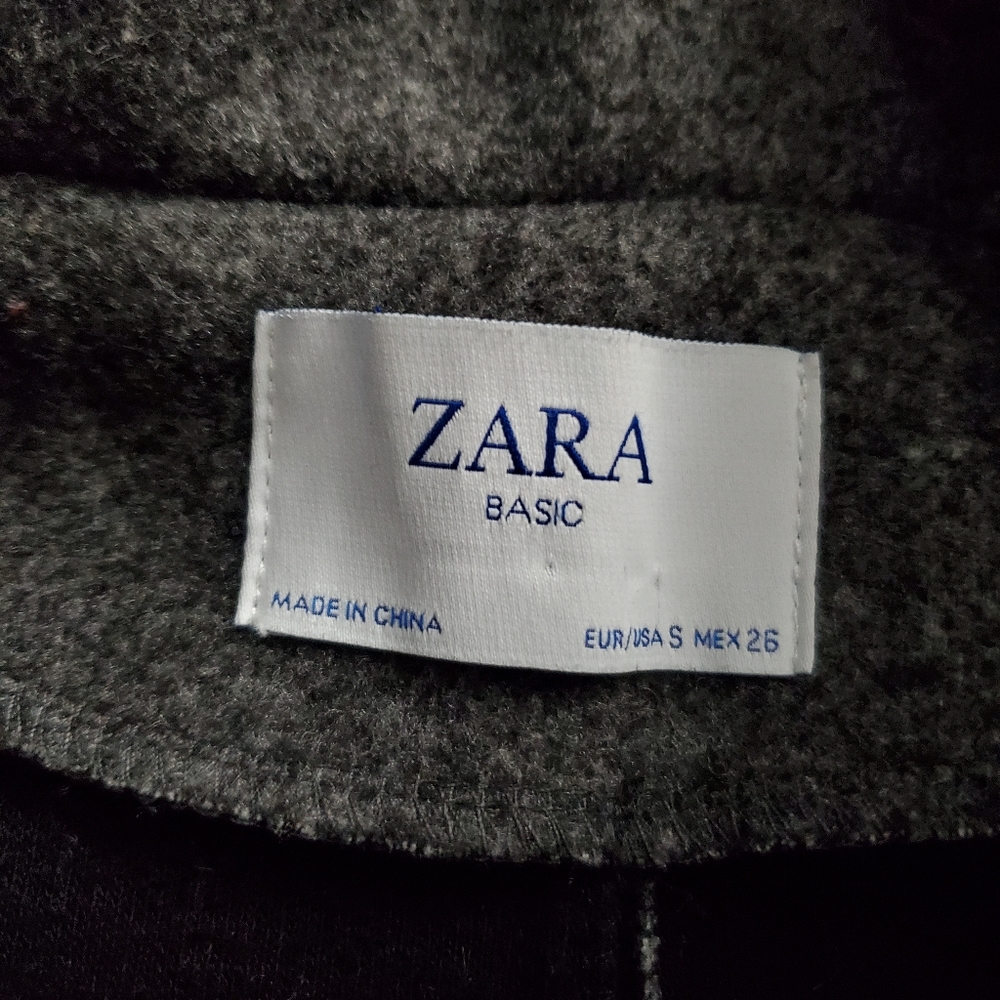 ZARA
BASIC
MADE IN CHINA
EUR/USA S MEX 26